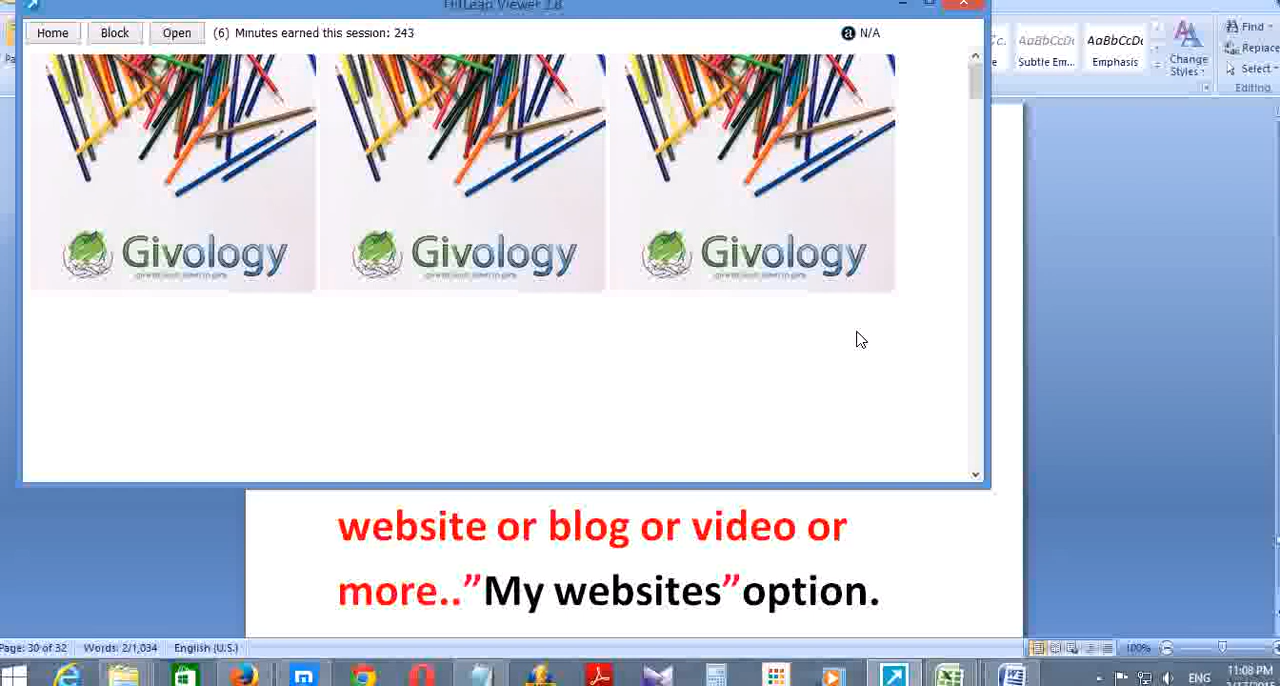 HitLeap Viewer 2.8
Home Block Open (6) Minutes earned this session: 243 a N/A
Find
Replace
Select
AaBbCcDc AaBbCcDc
Subtle Em... Emphasis
Change
Styles
Editing
Givology Givology Givology
website or blog or video or
more..”My websites”option.
Page: 30 of 32 Words: 2/1,034 English (U.S.) 100%
ENG 11:08 PM